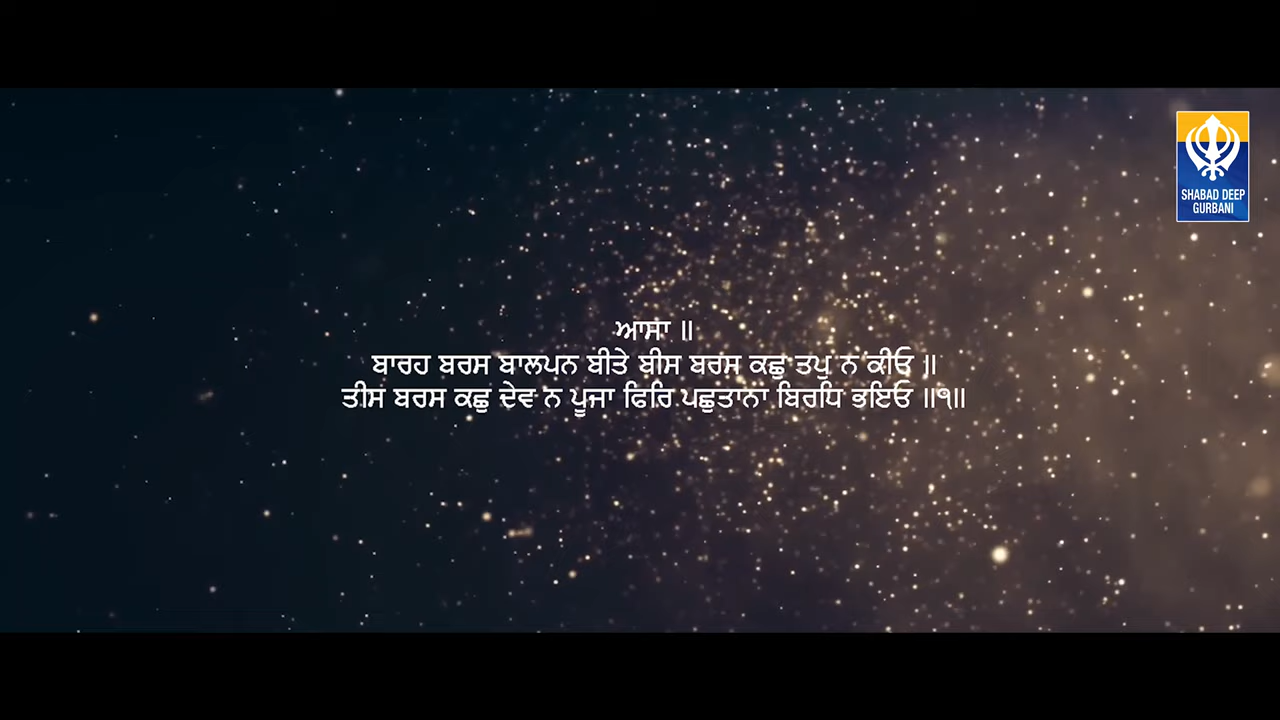 ਆਸਾ ॥
ਬਾਰਹ ਬਰਸ ਬਾਲਪਨ ਬੀਤੇ ਬੀਸ ਬਰਸ ਕਛੁ ਤਪੁ ਨ ਕੀਓ ॥
ਤੀਸ ਬਰਸ ਕਛੁ ਦੇਵ ਨ ਪੂਜਾ ਫਿਰਿ ਪਛੁਤਾਨਾ ਬਿਰਧਿ ਭਇਓ ॥੧॥
SHABAD DEEP
GURBANI